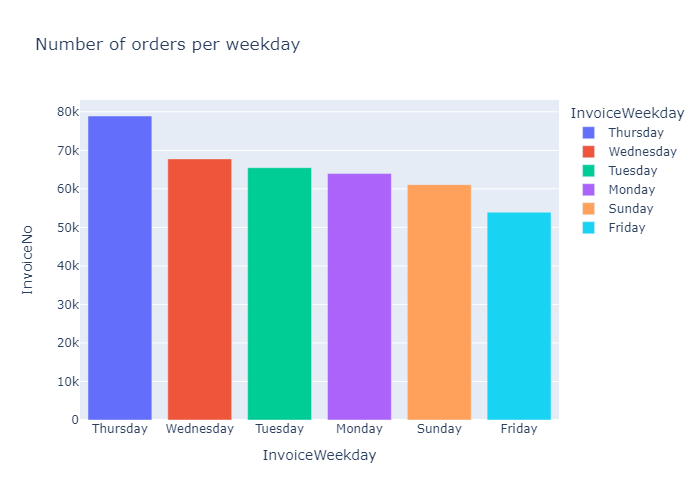 Number of orders per weekday
InvoiceNo
80k
70k
60k
50k
40k
30k
20k
10k
0
Thursday Wednesday Tuesday Monday Sunday Friday
InvoiceWeekday
InvoiceWeekday
Thursday
Wednesday
Tuesday
Monday
Sunday
Friday